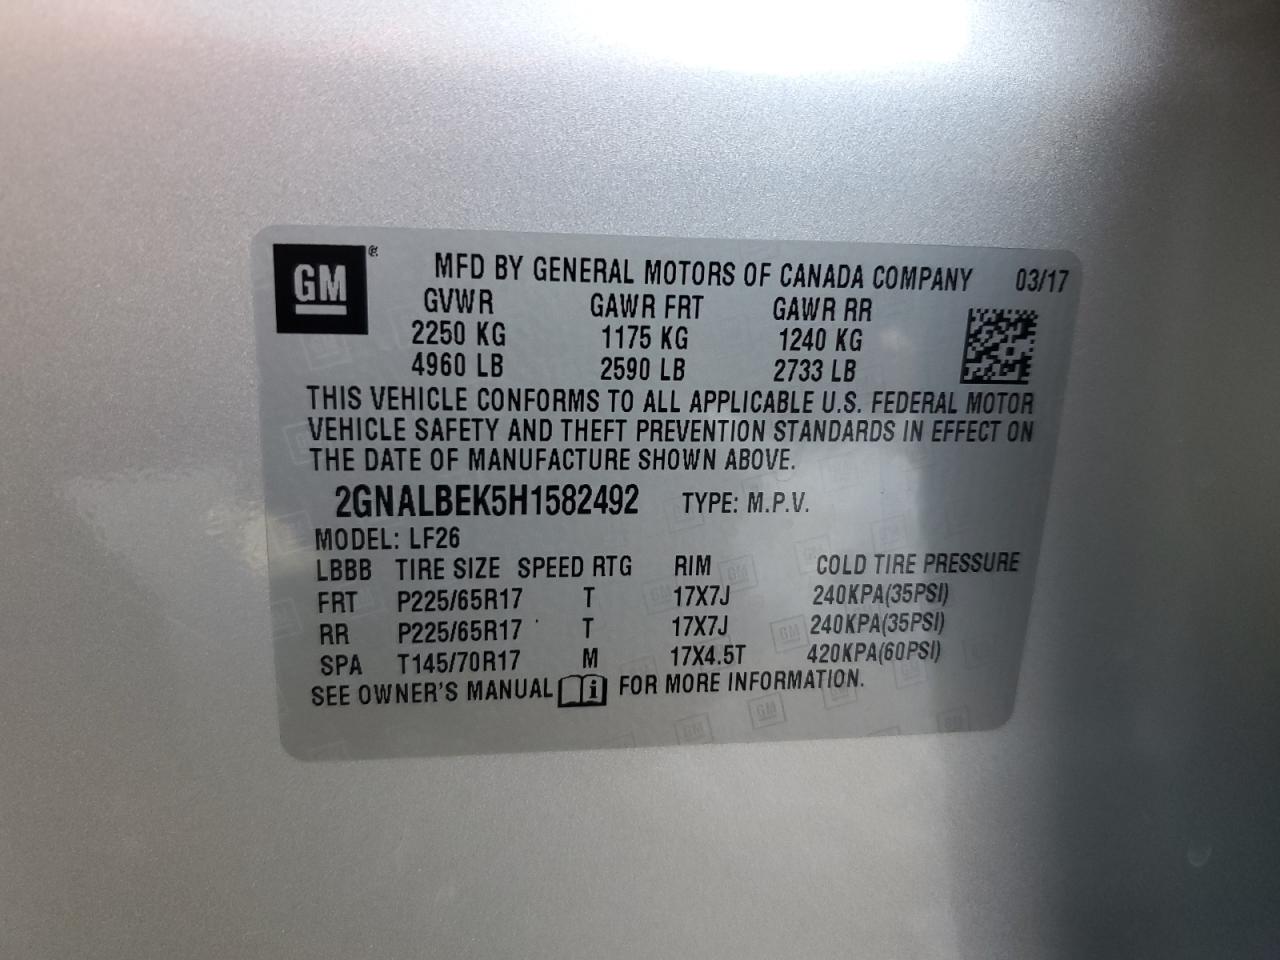 GM ®
MFD BY GENERAL MOTORS OF CANADA COMPANY 03/17
GVWR GAWR FRT GAWR RR
2250 KG 1175 KG 1240 KG
4960 LB 2590 LB 2733 LB
THIS VEHICLE CONFORMS TO ALL APPLICABLE U.S. FEDERAL MOTOR
VEHICLE SAFETY AND THEFT PREVENTION STANDARDS IN EFFECT ON
THE DATE OF MANUFACTURE SHOWN ABOVE.
2GNALBEK5H1582492 TYPE: M.P.V.
MODEL: LF26
LBBB TIRE SIZE SPEED RTG RIM COLD TIRE PRESSURE
FRT P225/65R17 T 17X7J 240KPA(35PSI)
RR P225/65R17 T 17X7J 240KPA(35PSI)
SPA T145/70R17 M 17X4.5T 420KPA(60PSI)
SEE OWNER'S MANUAL i FOR MORE INFORMATION.